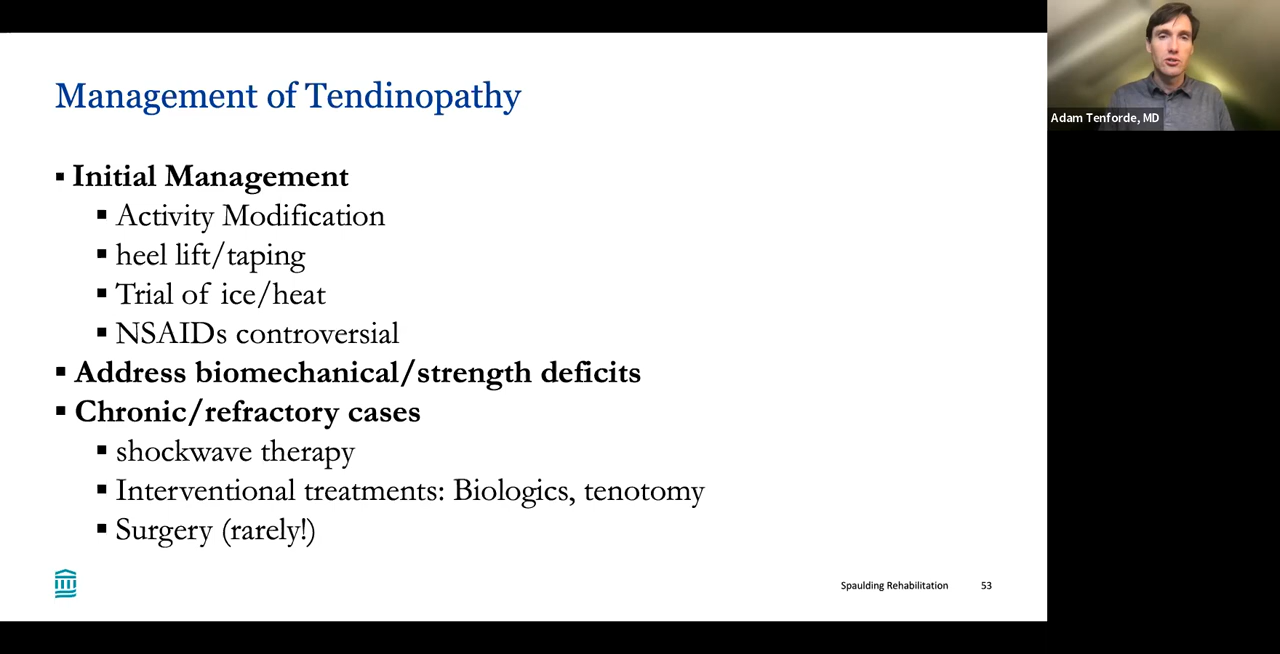 Management of Tendinopathy
▪ Initial Management
▪ Activity Modification
▪ heel lift/taping
▪ Trial of ice/heat
▪ NSAIDs controversial
▪ Address biomechanical/strength deficits
▪ Chronic/refractory cases
▪ shockwave therapy
▪ Interventional treatments: Biologics, tenotomy
▪ Surgery (rarely!)
Spaulding Rehabilitation 53
Adam Tenforde, MD